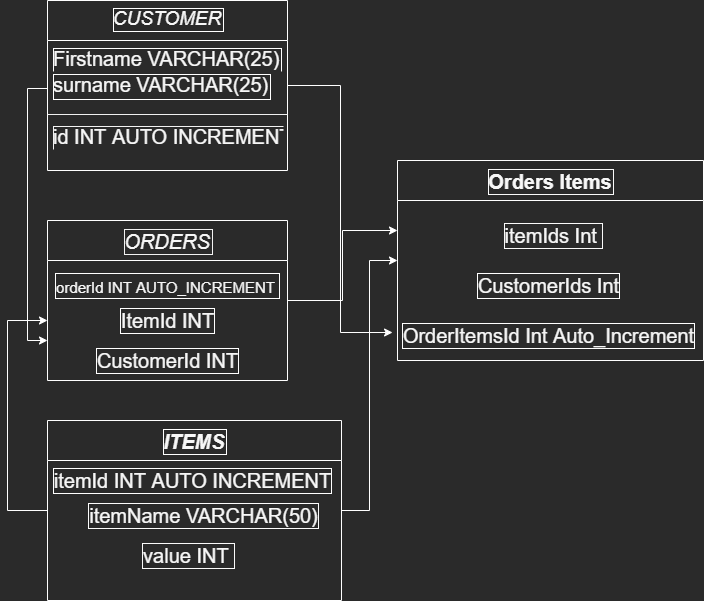 CUSTOMER
Firstname VARCHAR(25)
surname VARCHAR(25)
id INT AUTO INCREMENT
ORDERS
orderId INT AUTO_INCREMENT
ItemId INT
CustomerId INT
ITEMS
itemId INT AUTO INCREMENT
itemName VARCHAR(50)
value INT
Orders Items
itemIds Int
CustomerIds Int
OrderItemsId Int Auto_Increment